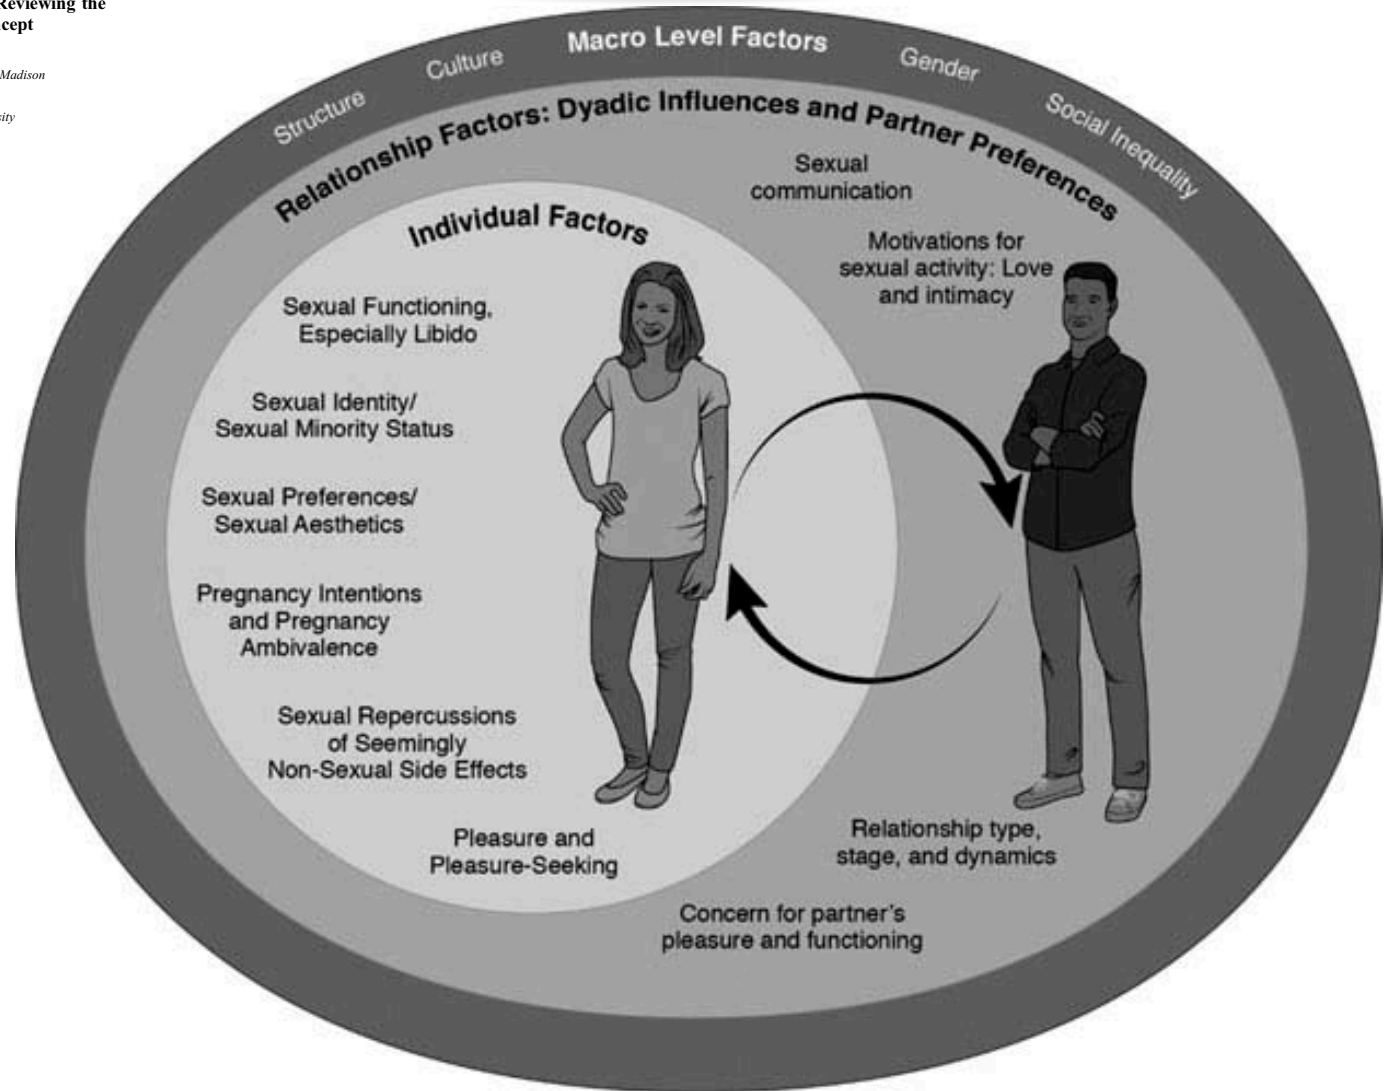 Reviewing the
cept
Madison
sity
Macro Level Factors
Structure
Culture
Gender
Social Inequality
Relationship Factors: Dyadic Influences and Partner Preferences
Sexual
communication
Motivations for
sexual activity: Love
and intimacy
Individual Factors
Sexual Functioning,
Especially Libido
Sexual Identity/
Sexual Minority Status
Sexual Preferences/
Sexual Aesthetics
Pregnancy Intentions
and Pregnancy
Ambivalence
Sexual Repercussions
of Seemingly
Non-Sexual Side Effects
Pleasure and
Pleasure-Seeking
Relationship type,
stage, and dynamics
Concern for partner's
pleasure and functioning